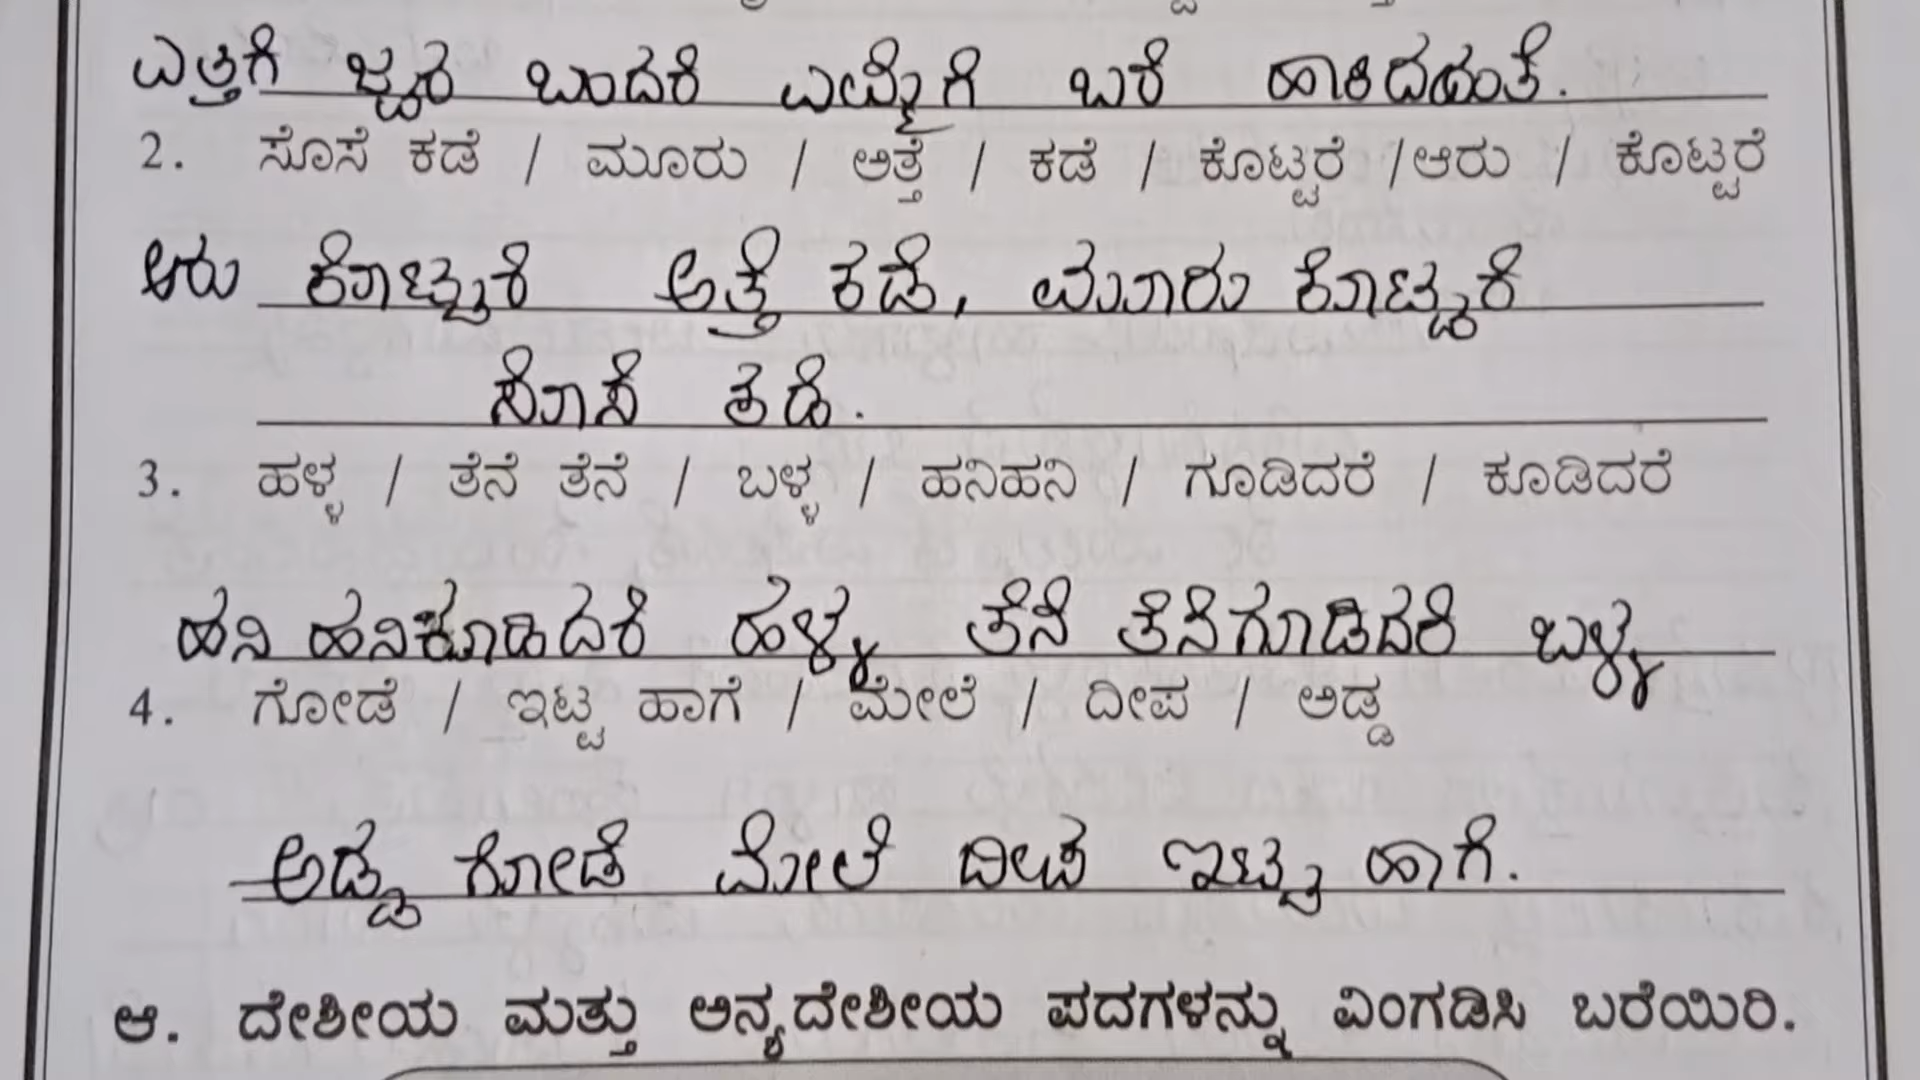 ಎತ್ತಗೆ ಜ್ವರ ಬಂದರೆ ಎಮ್ಮೆಗೆ ಬರೆ ಹಾಕಿದಹಂತೆ.
2. ಸೊಸೆ ಕಡೆ / ಮೂರು / ಅತ್ತೆ / ಕಡೆ / ಕೊಟ್ಟರೆ /ಆರು / ಕೊಟ್ಟರೆ
ಆರು ಕೊಟ್ಟರೆ ಅತ್ತೆ ಕಡೆ, ಮೂರು ಕೊಟ್ಟರೆ
ಸೊಸೆ ಕಡೆ.
3. ಹಳ್ಳ / ತೆನೆ ತೆನೆ / ಬಳ್ಳ / ಹನಿಹನಿ / ಗೂಡಿದರೆ / ಕೂಡಿದರೆ
ಹನಿ ಹನಿಕೂಡಿದರೆ ಹಳ್ಳ ತೆನೆ ತೆನೆಗೂಡಿದರೆ ಬಳ್ಳ
4. ಗೋಡೆ / ಇಟ್ಟ ಹಾಗೆ / ಮೇಲೆ / ದೀಪ / ಅಡ್ಡ
ಅಡ್ಡ ಗೋಡೆ ಮೇಲೆ ದೀಪ ಇಟ್ಟ ಹಾಗೆ.
ಆ. ದೇಶೀಯ ಮತ್ತು ಅನ್ಯದೇಶೀಯ ಪದಗಳನ್ನು ವಿಂಗಡಿಸಿ ಬರೆಯಿರಿ.